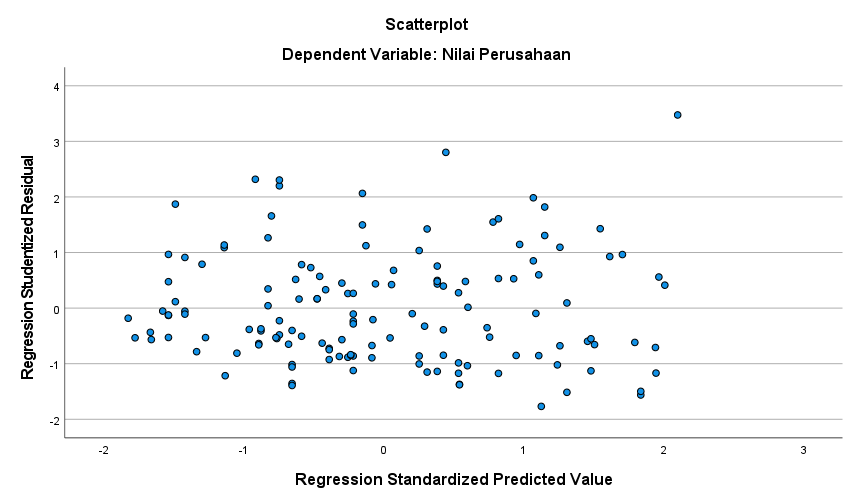 Scatterplot
Dependent Variable: Nilai Perusahaan
4
3
2
1
0
-1
-2
Regression Studentized Residual
-2 -1 0 1 2 3
Regression Standardized Predicted Value